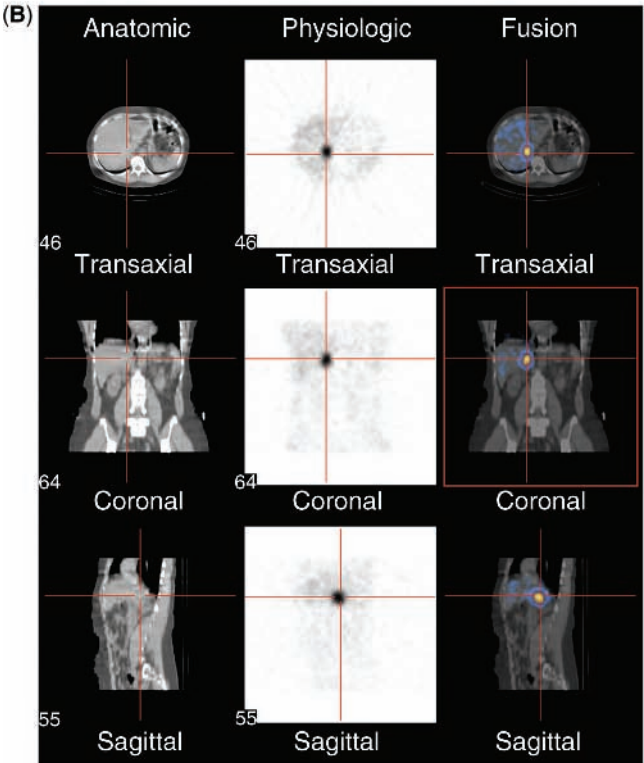 (B)
Anatomic Physiologic Fusion
46 46
Transaxial Transaxial Transaxial
64 64
Coronal Coronal Coronal
55 55
Sagittal Sagittal Sagittal